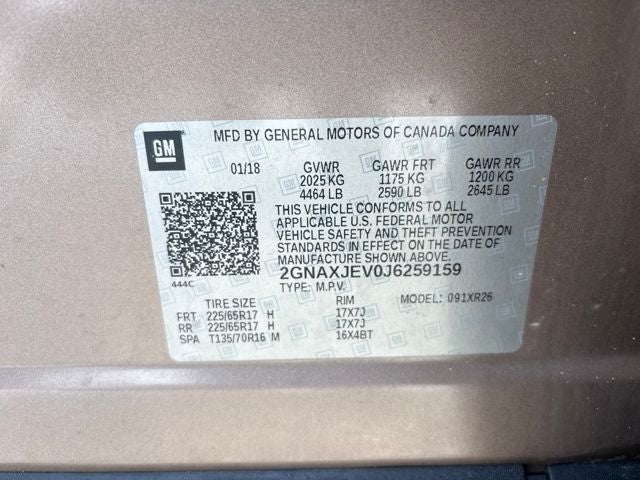 GM MFD BY GENERAL MOTORS OF CANADA COMPANY
01/18 GVWR GAWR FRT GAWR RR
2025 KG 1175 KG 1200 KG
4464 LB 2590 LB 2645 LB
THIS VEHICLE CONFORMS TO ALL
APPLICABLE U.S. FEDERAL MOTOR
VEHICLE SAFETY AND THEFT PREVENTION
STANDARDS IN EFFECT ON THE DATE OF
MANUFACTURE SHOWN ABOVE.
2GNAXJEV0J6259159
444C TYPE: M.P.V.
TIRE SIZE RIM MODEL: 091XR26
FRT 225/65R17 H 17X7J
RR 225/65R17 H 17X7J
SPA T135/70R16 M 16X4BT